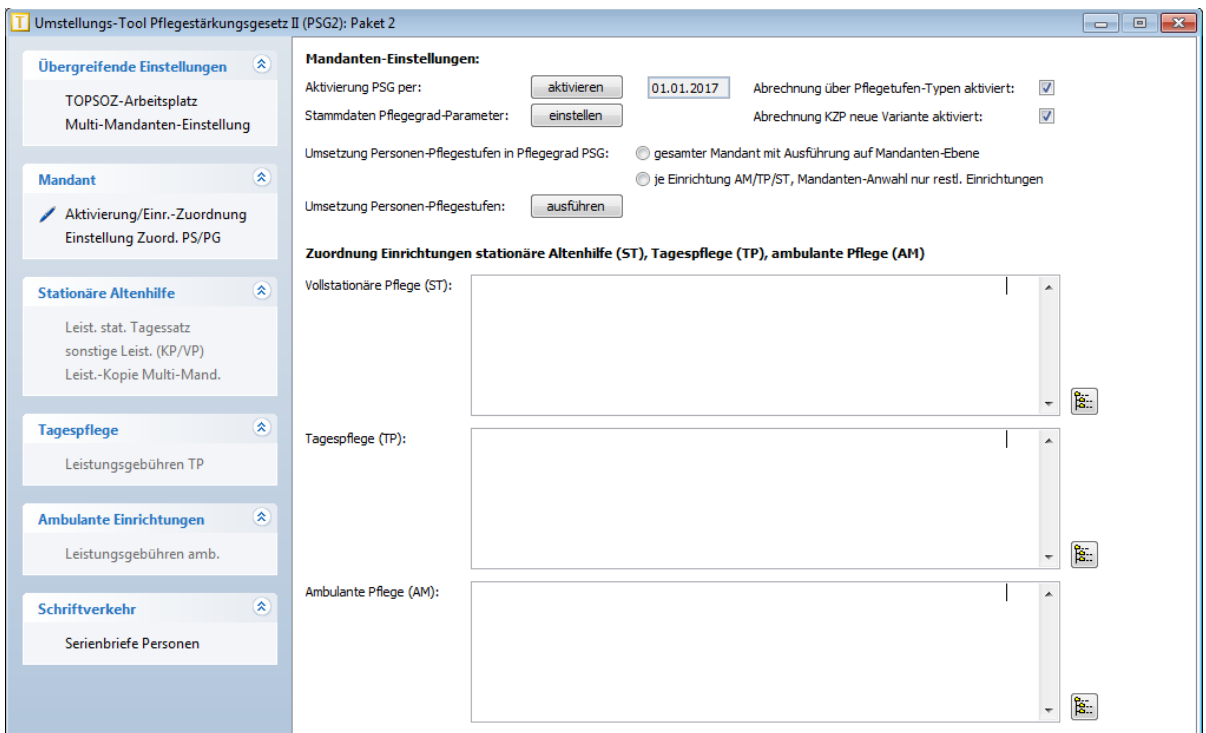 T Umstellungs-Tool Pflegestärkungsgesetz II (PSG2): Paket 2
Übergreifende Einstellungen
TOPSOZ-Arbeitsplatz
Multi-Mandanten-Einstellung
Mandant
Aktivierung/Einr.-Zuordnung
Einstellung Zuord. PS/PG
Stationäre Altenhilfe
Leist. stat. Tagessatz
sonstige Leist. (KP/VP)
Leist.-Kopie Multi-Mand.
Tagespflege
Leistungsgebühren TP
Ambulante Einrichtungen
Leistungsgebühren amb.
Schriftverkehr
Serienbriefe Personen
Mandanten-Einstellungen:
Aktivierung PSG per: aktivieren 01.01.2017 Abrechnung über Pflegetufen-Typen aktiviert:
Stammdaten Pflegegrad-Parameter: einstellen Abrechnung KZP neue Variante aktiviert:
Umsetzung Personen-Pflegestufen in Pflegegrad PSG: gesamter Mandant mit Ausführung auf Mandanten-Ebene
je Einrichtung AM/TP/ST, Mandanten-Anwahl nur restl. Einrichtungen
Umsetzung Personen-Pflegestufen: ausführen
Zuordnung Einrichtungen stationäre Altenhilfe (ST), Tagespflege (TP), ambulante Pflege (AM)
Vollstationäre Pflege (ST):
Tagespflege (TP):
Ambulante Pflege (AM):